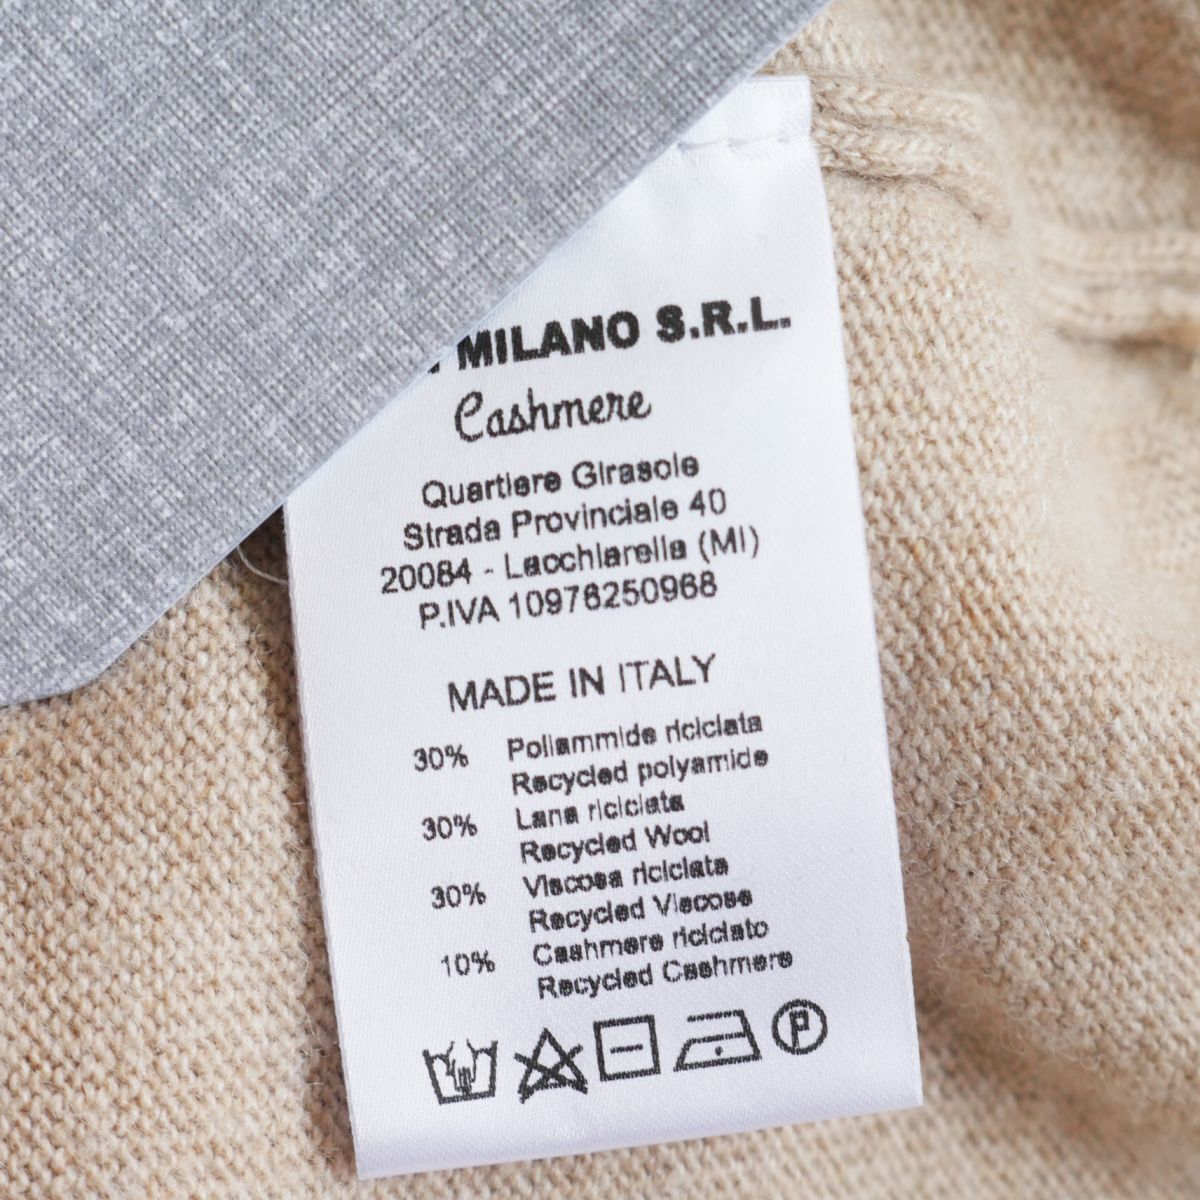 MILANO S.R.L.
Cashmere
Quartiere Girasole
Strada Provinciale 40
20084 - Lacchiarella (MI)
P.IVA 10976250968
MADE IN ITALY
30% Poliammide riciclata
Recycled polyamide
30% Lana riciclata
Recycled Wool
30% Viscosa riciclata
Recycled Viscose
10% Cashmere riciclato
Recycled Cashmere
P